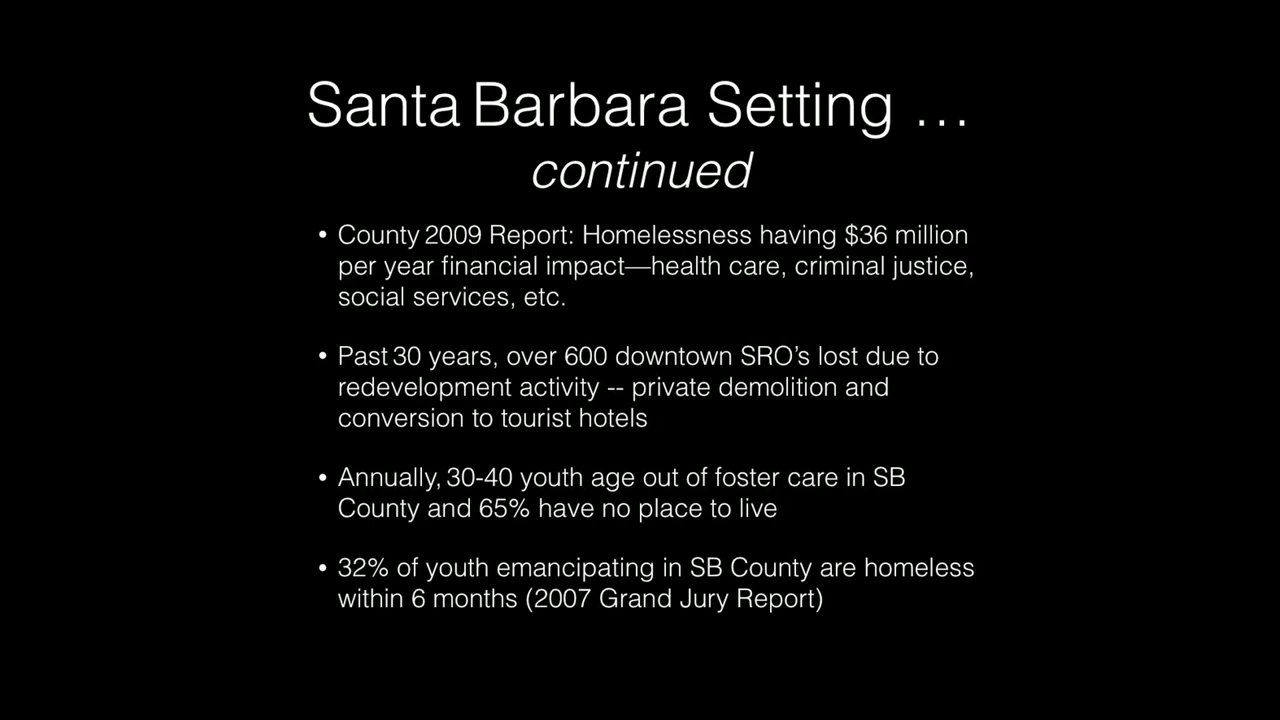 Santa Barbara Setting …
continued
• County 2009 Report: Homelessness having $36 million
per year financial impact—health care, criminal justice,
social services, etc.
• Past 30 years, over 600 downtown SRO’s lost due to
redevelopment activity -- private demolition and
conversion to tourist hotels
• Annually, 30-40 youth age out of foster care in SB
County and 65% have no place to live
• 32% of youth emancipating in SB County are homeless
within 6 months (2007 Grand Jury Report)